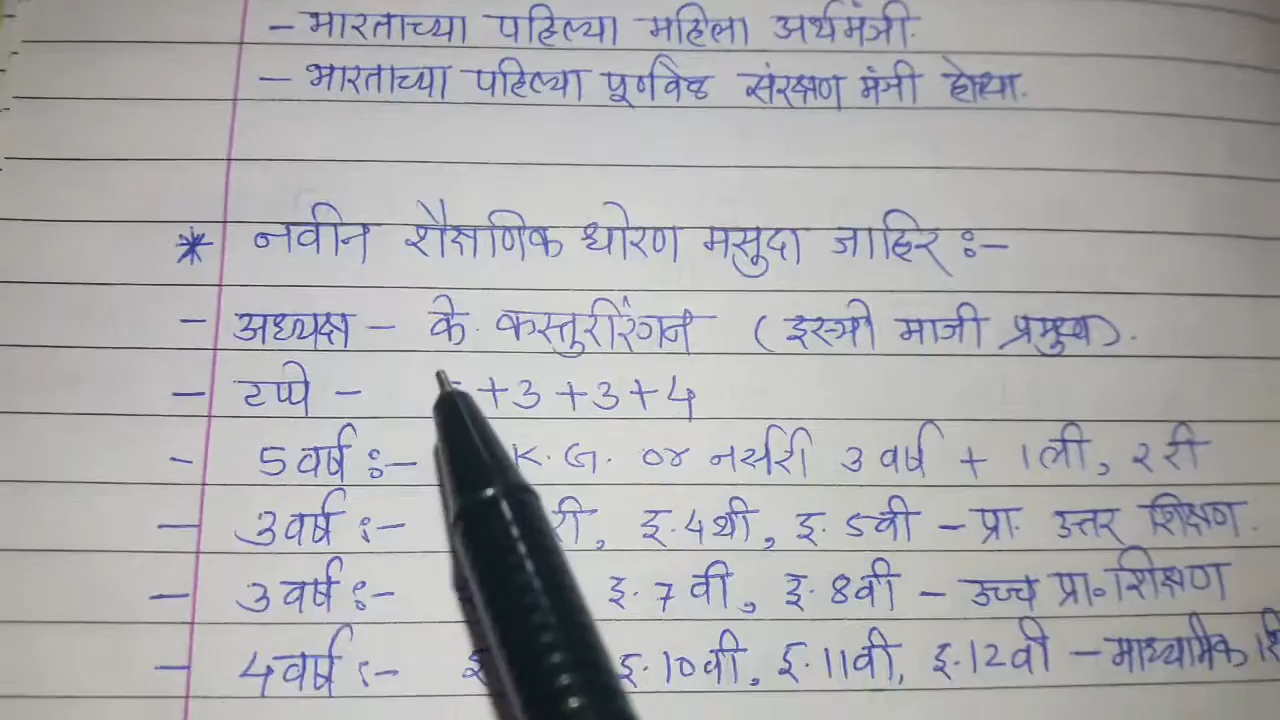 - भारताच्या पहिल्या महिला अर्थमंत्री.
- भारताच्या पहिल्या पूर्णवेळ संरक्षण मंत्री होत्या.
* नवीन शैक्षणिक धोरण मसुदा जाहिर :-
- अध्यक्ष - के. कस्तुरीरंगन (इस्त्रो माजी प्रमुख).
- टप्पे - +3+3+4
- 5 वर्ष :- K.G. or नर्सरी 3 वर्ष + 1ली, 2री
- 3 वर्ष :- री, इ.4थी, इ.5वी - प्रा. उत्तर शिक्षण.
- 3 वर्ष :- इ.7वी, इ.8वी - उच्च प्रा. शिक्षण
- 4 वर्ष :- इ.10वी, इ.11वी, इ.12वी - माध्यमिक